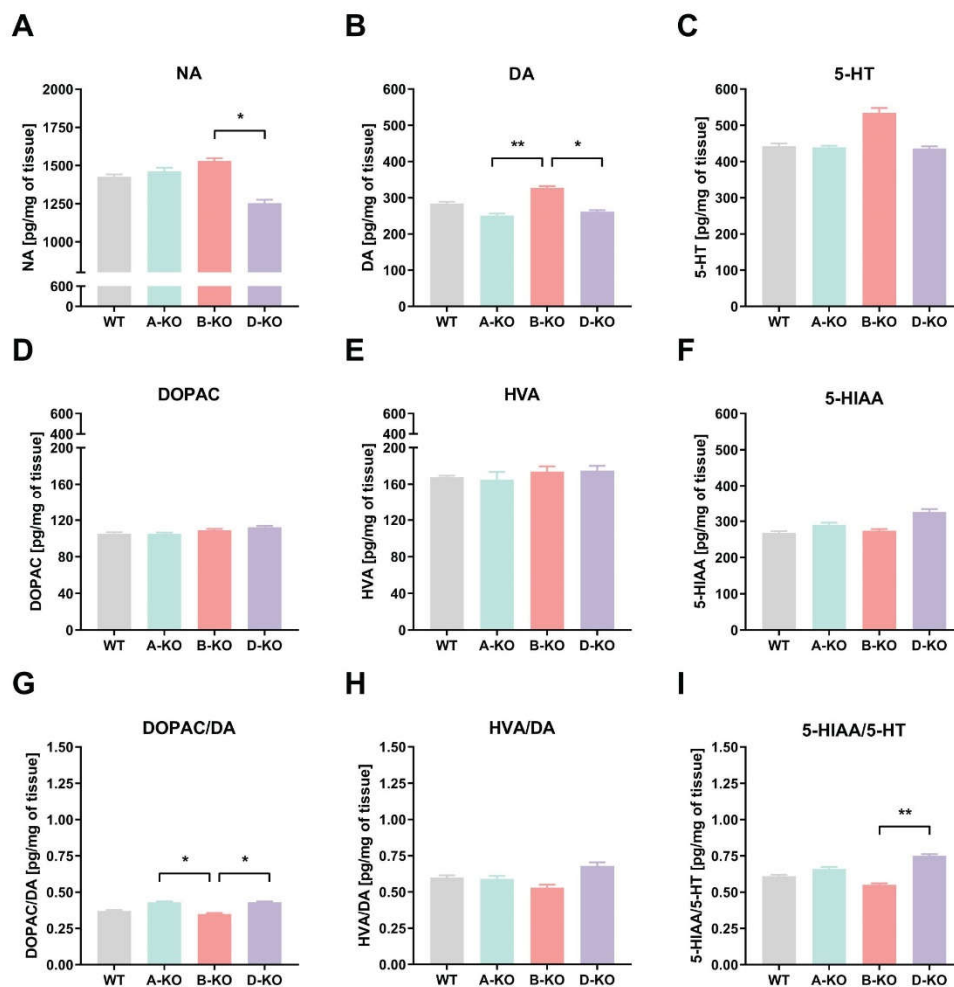 A
NA
NA [pg/mg of tissue]
2000
1750
1500
1250
1000
600
0
*
WT A-KO B-KO D-KO
B
DA
DA [pg/mg of tissue]
600
500
400
300
200
100
0
** *
WT A-KO B-KO D-KO
C
5-HT
5-HT [pg/mg of tissue]
600
500
400
300
200
100
0
WT A-KO B-KO D-KO
D
DOPAC
DOPAC [pg/mg of tissue]
600
400
200
160
120
80
40
0
WT A-KO B-KO D-KO
E
HVA
HVA [pg/mg of tissue]
600
400
200
160
120
80
40
0
WT A-KO B-KO D-KO
F
5-HIAA
5-HIAA [pg/mg of tissue]
600
500
400
300
200
100
0
WT A-KO B-KO D-KO
G
DOPAC/DA
DOPAC/DA [pg/mg of tissue]
1.50
1.25
1.00
0.75
0.50
0.25
0.00
* *
WT A-KO B-KO D-KO
H
HVA/DA
HVA/DA [pg/mg of tissue]
1.50
1.25
1.00
0.75
0.50
0.25
0.00
WT A-KO B-KO D-KO
I
5-HIAA/5-HT
5-HIAA/5-HT [pg/mg of tissue]
1.50
1.25
1.00
0.75
0.50
0.25
0.00
**
WT A-KO B-KO D-KO